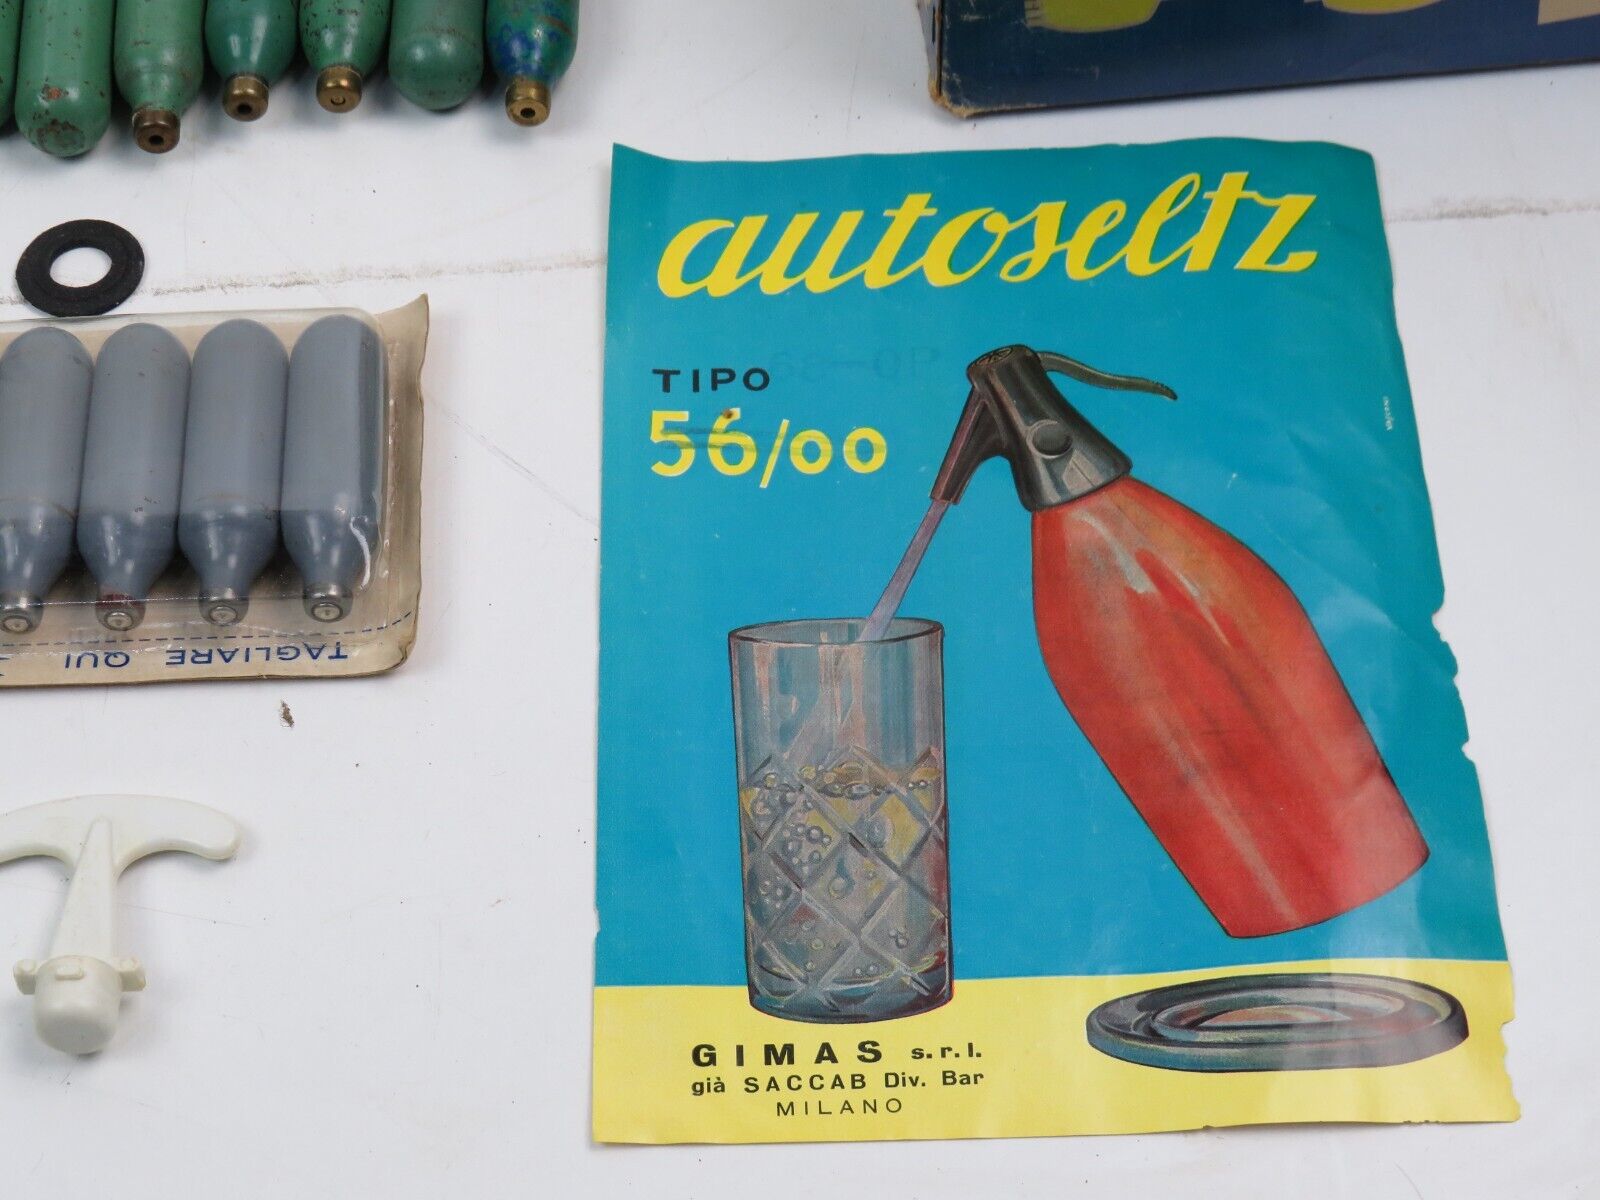 autoseltz
TIPO
56/00
GIMAS s.r.l.
già SACCAB Div. Bar
MILANO
TAGLIARE QUI